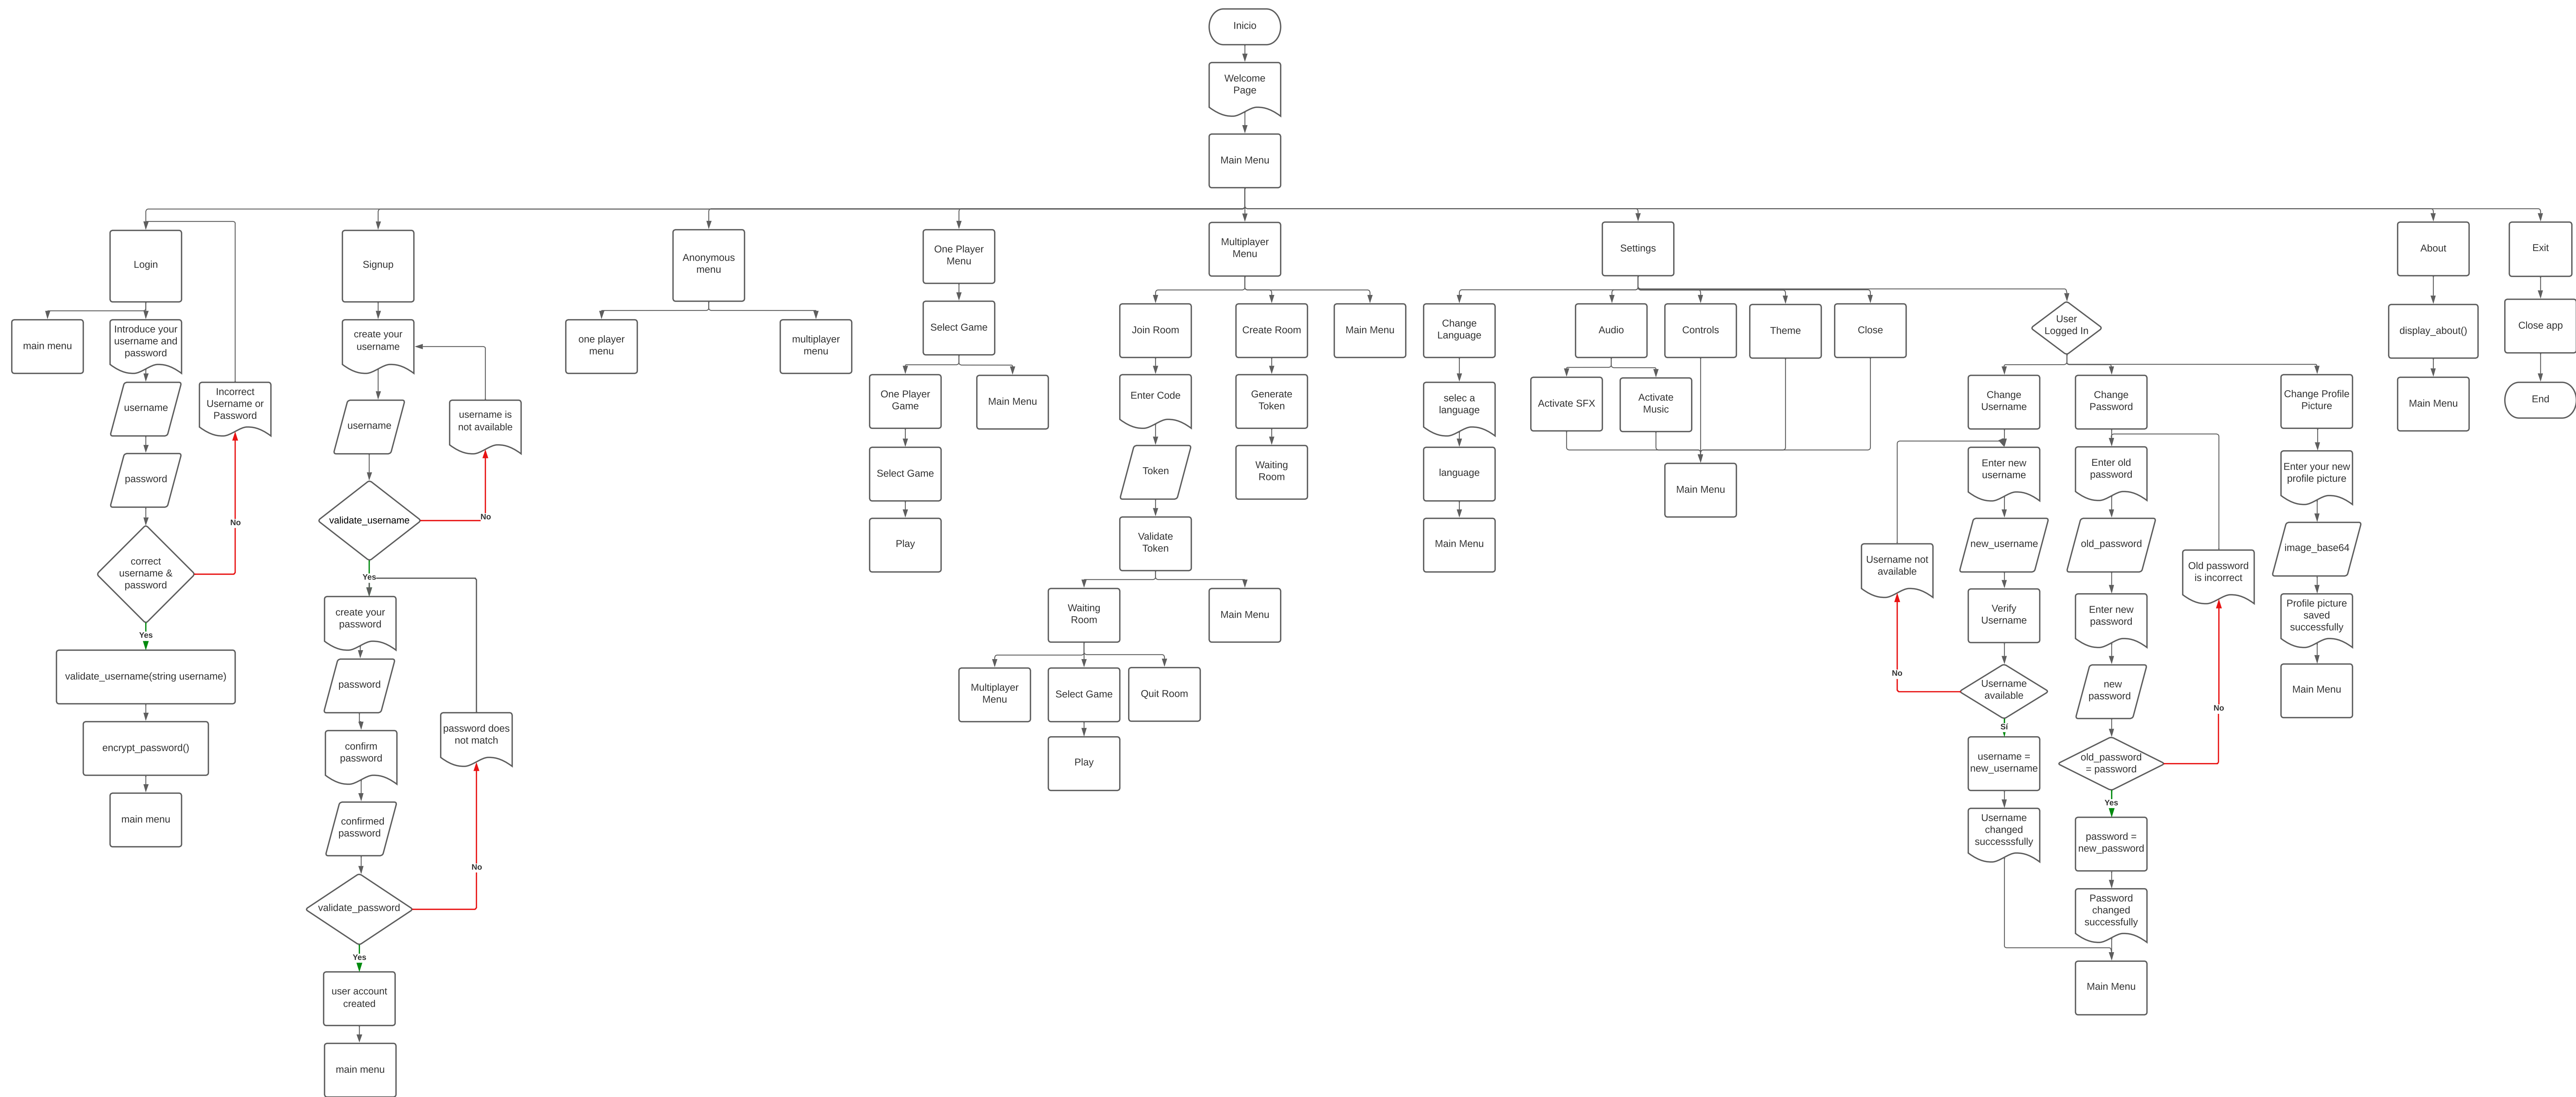 Inicio
Welcome
Page
Main Menu
Login
main menu
Introduce your
username and
password
username
password
correct
username &
password
No
Incorrect
Username or
Password
Yes
validate_username(string username)
encrypt_password()
main menu
Signup
create your
username
username
validate_username
No
username is
not available
Yes
create your
password
password
confirm
password
confirmed
password
validate_password
No
password does
not match
Yes
user account
created
main menu
Anonymous
menu
one player
menu
multiplayer
menu
One Player
Menu
Select Game
One Player
Game
Main Menu
Select Game
Play
Multiplayer
Menu
Join Room
Create Room
Main Menu
Enter Code
Generate
Token
Token
Waiting
Room
Validate
Token
Waiting
Room
Main Menu
Multiplayer
Menu
Select Game
Quit Room
Play
Settings
Change
Language
selec a
language
language
Main Menu
Audio
Controls
Theme
Close
Activate SFX
Activate
Music
Main Menu
User
Logged In
Change
Username
Enter new
username
new_username
Verify
Username
Username
available
No
Username not
available
Sí
username =
new_username
Username
changed
successsfully
Change
Password
Enter old
password
old_password
Enter new
password
new
password
old_password
= password
No
Old password
is incorrect
Yes
password =
new_password
Password
changed
successfully
Main Menu
Change Profile
Picture
Enter your new
profile picture
image_base64
Profile picture
saved
successfully
Main Menu
About
display_about()
Main Menu
Exit
Close app
End